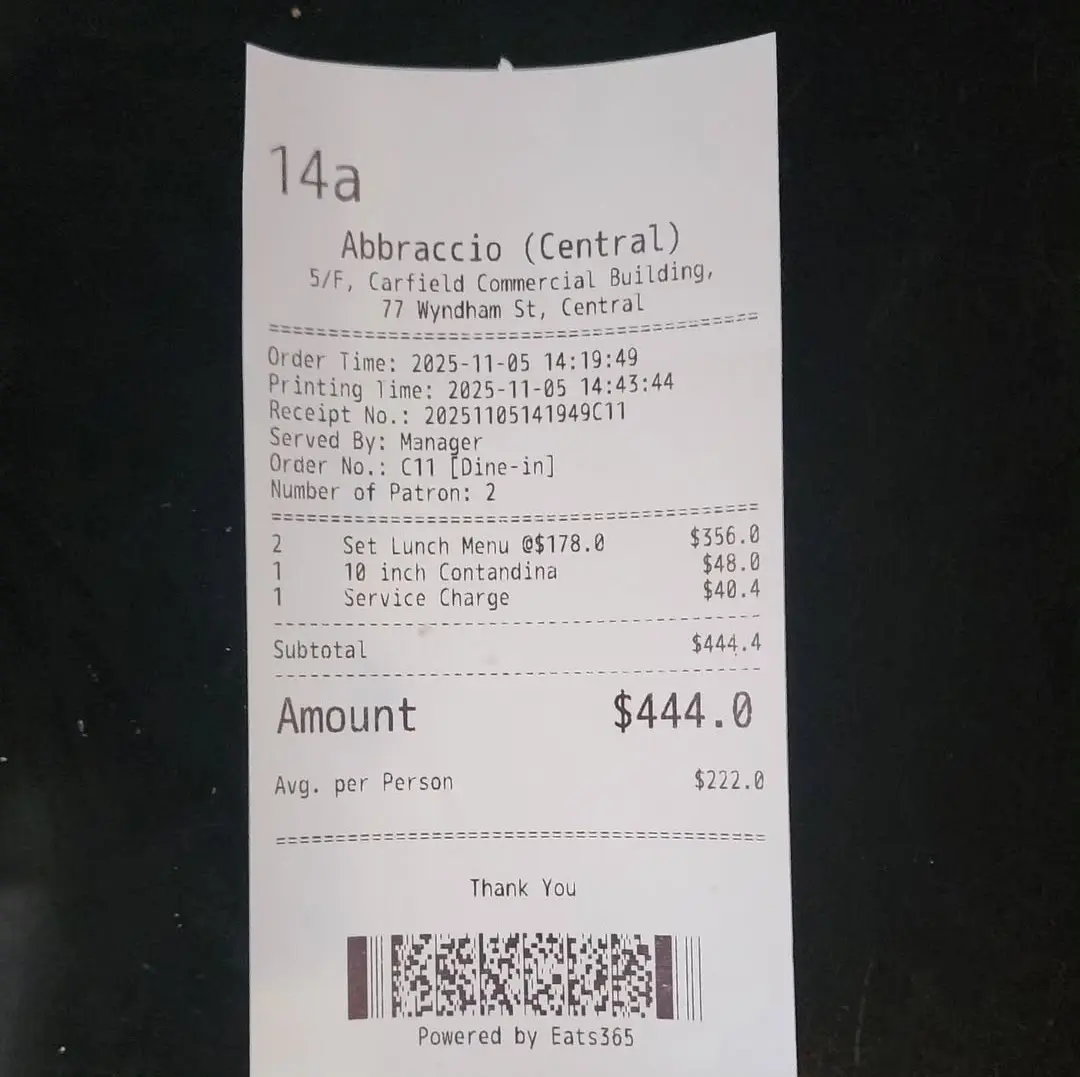 14a
Abbraccio (Central)
5/F, Carfield Commercial Building,
77 Wyndham St, Central
Order Time: 2025-11-05 14:19:49
Printing Time: 2025-11-05 14:43:44
Receipt No.: 20251105141949C11
Served By: Manager
Order No.: C11 [Dine-in]
Number of Patron: 2
2 Set Lunch Menu @$178.0 $356.0
1 10 inch Contandina $48.0
1 Service Charge $40.4
Subtotal $444.4
Amount $444.0
Avg. per Person $222.0
Thank You
Powered by Eats365